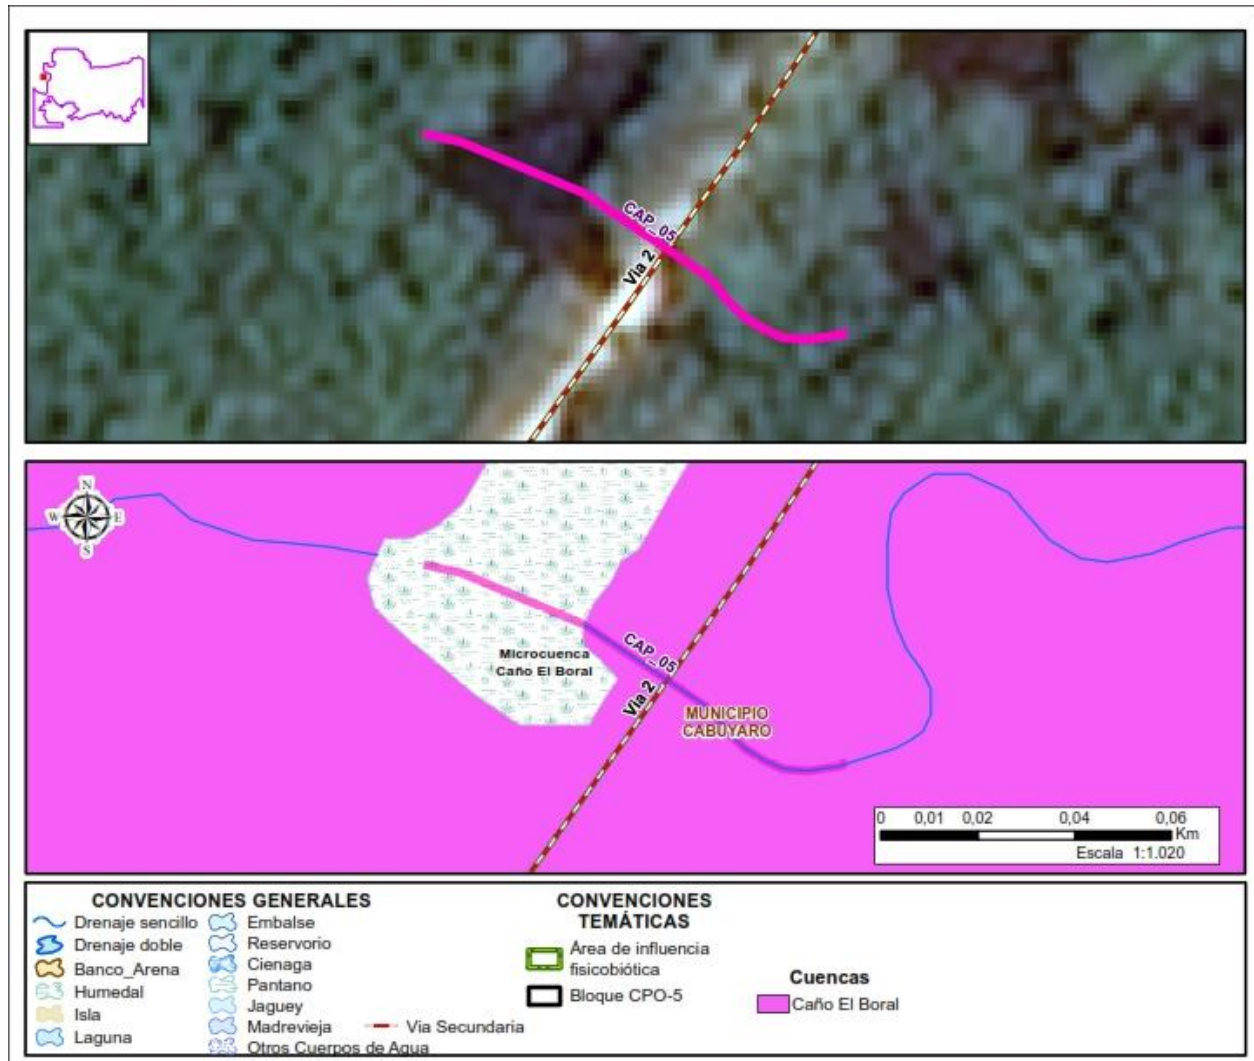 CAP_05
Via 2
N
W E
S
Microcuenca
Caño El Boral
CAP_05
Via 2
MUNICIPIO
CABUYARO
0 0,01 0,02 0,04 0,06
Km
Escala 1:1.020
CONVENCIONES GENERALES
Drenaje sencillo
Drenaje doble
Banco_Arena
Humedal
Isla
Laguna
Embalse
Reservorio
Cienaga
Pantano
Jaguey
Madrevieja
Otros Cuerpos de Agua
Via Secundaria
CONVENCIONES
TEMÁTICAS
Área de influencia
fisicobiótica
Bloque CPO-5
Cuencas
Caño El Boral